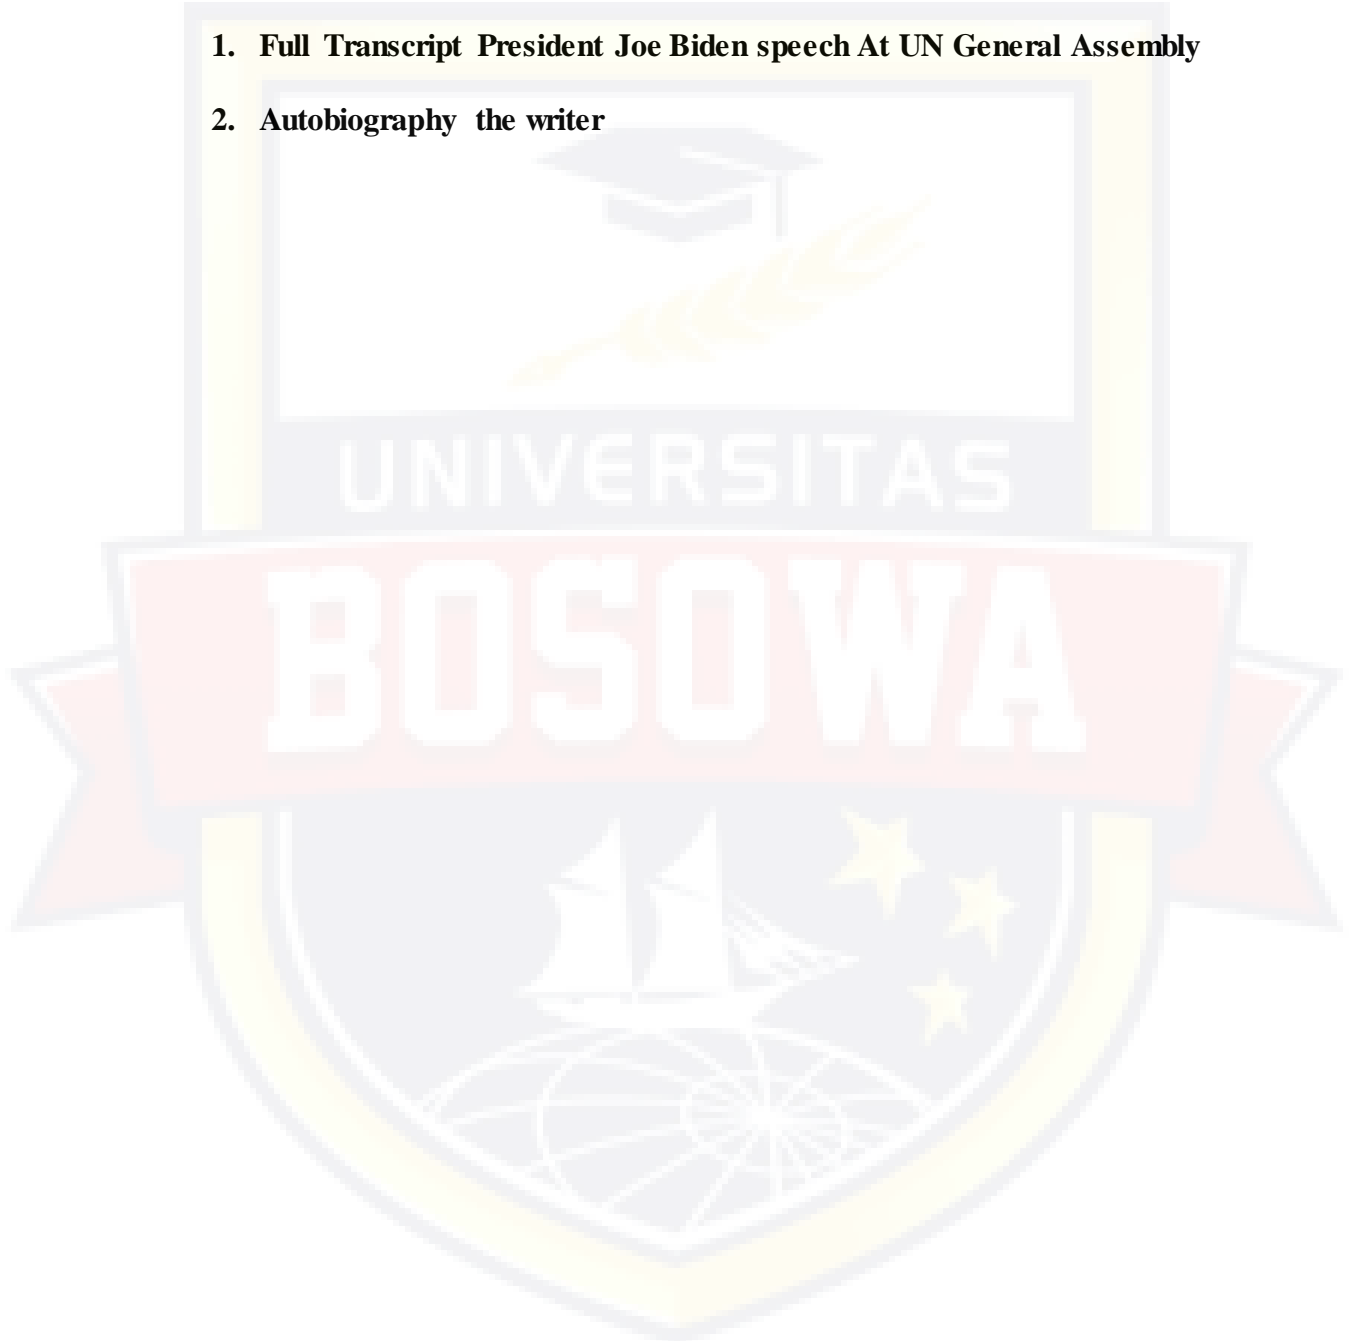 1. Full Transcript President Joe Biden speech At UN General Assembly
2. Autobiography the writer
UNIVERSITAS
BOSOWA